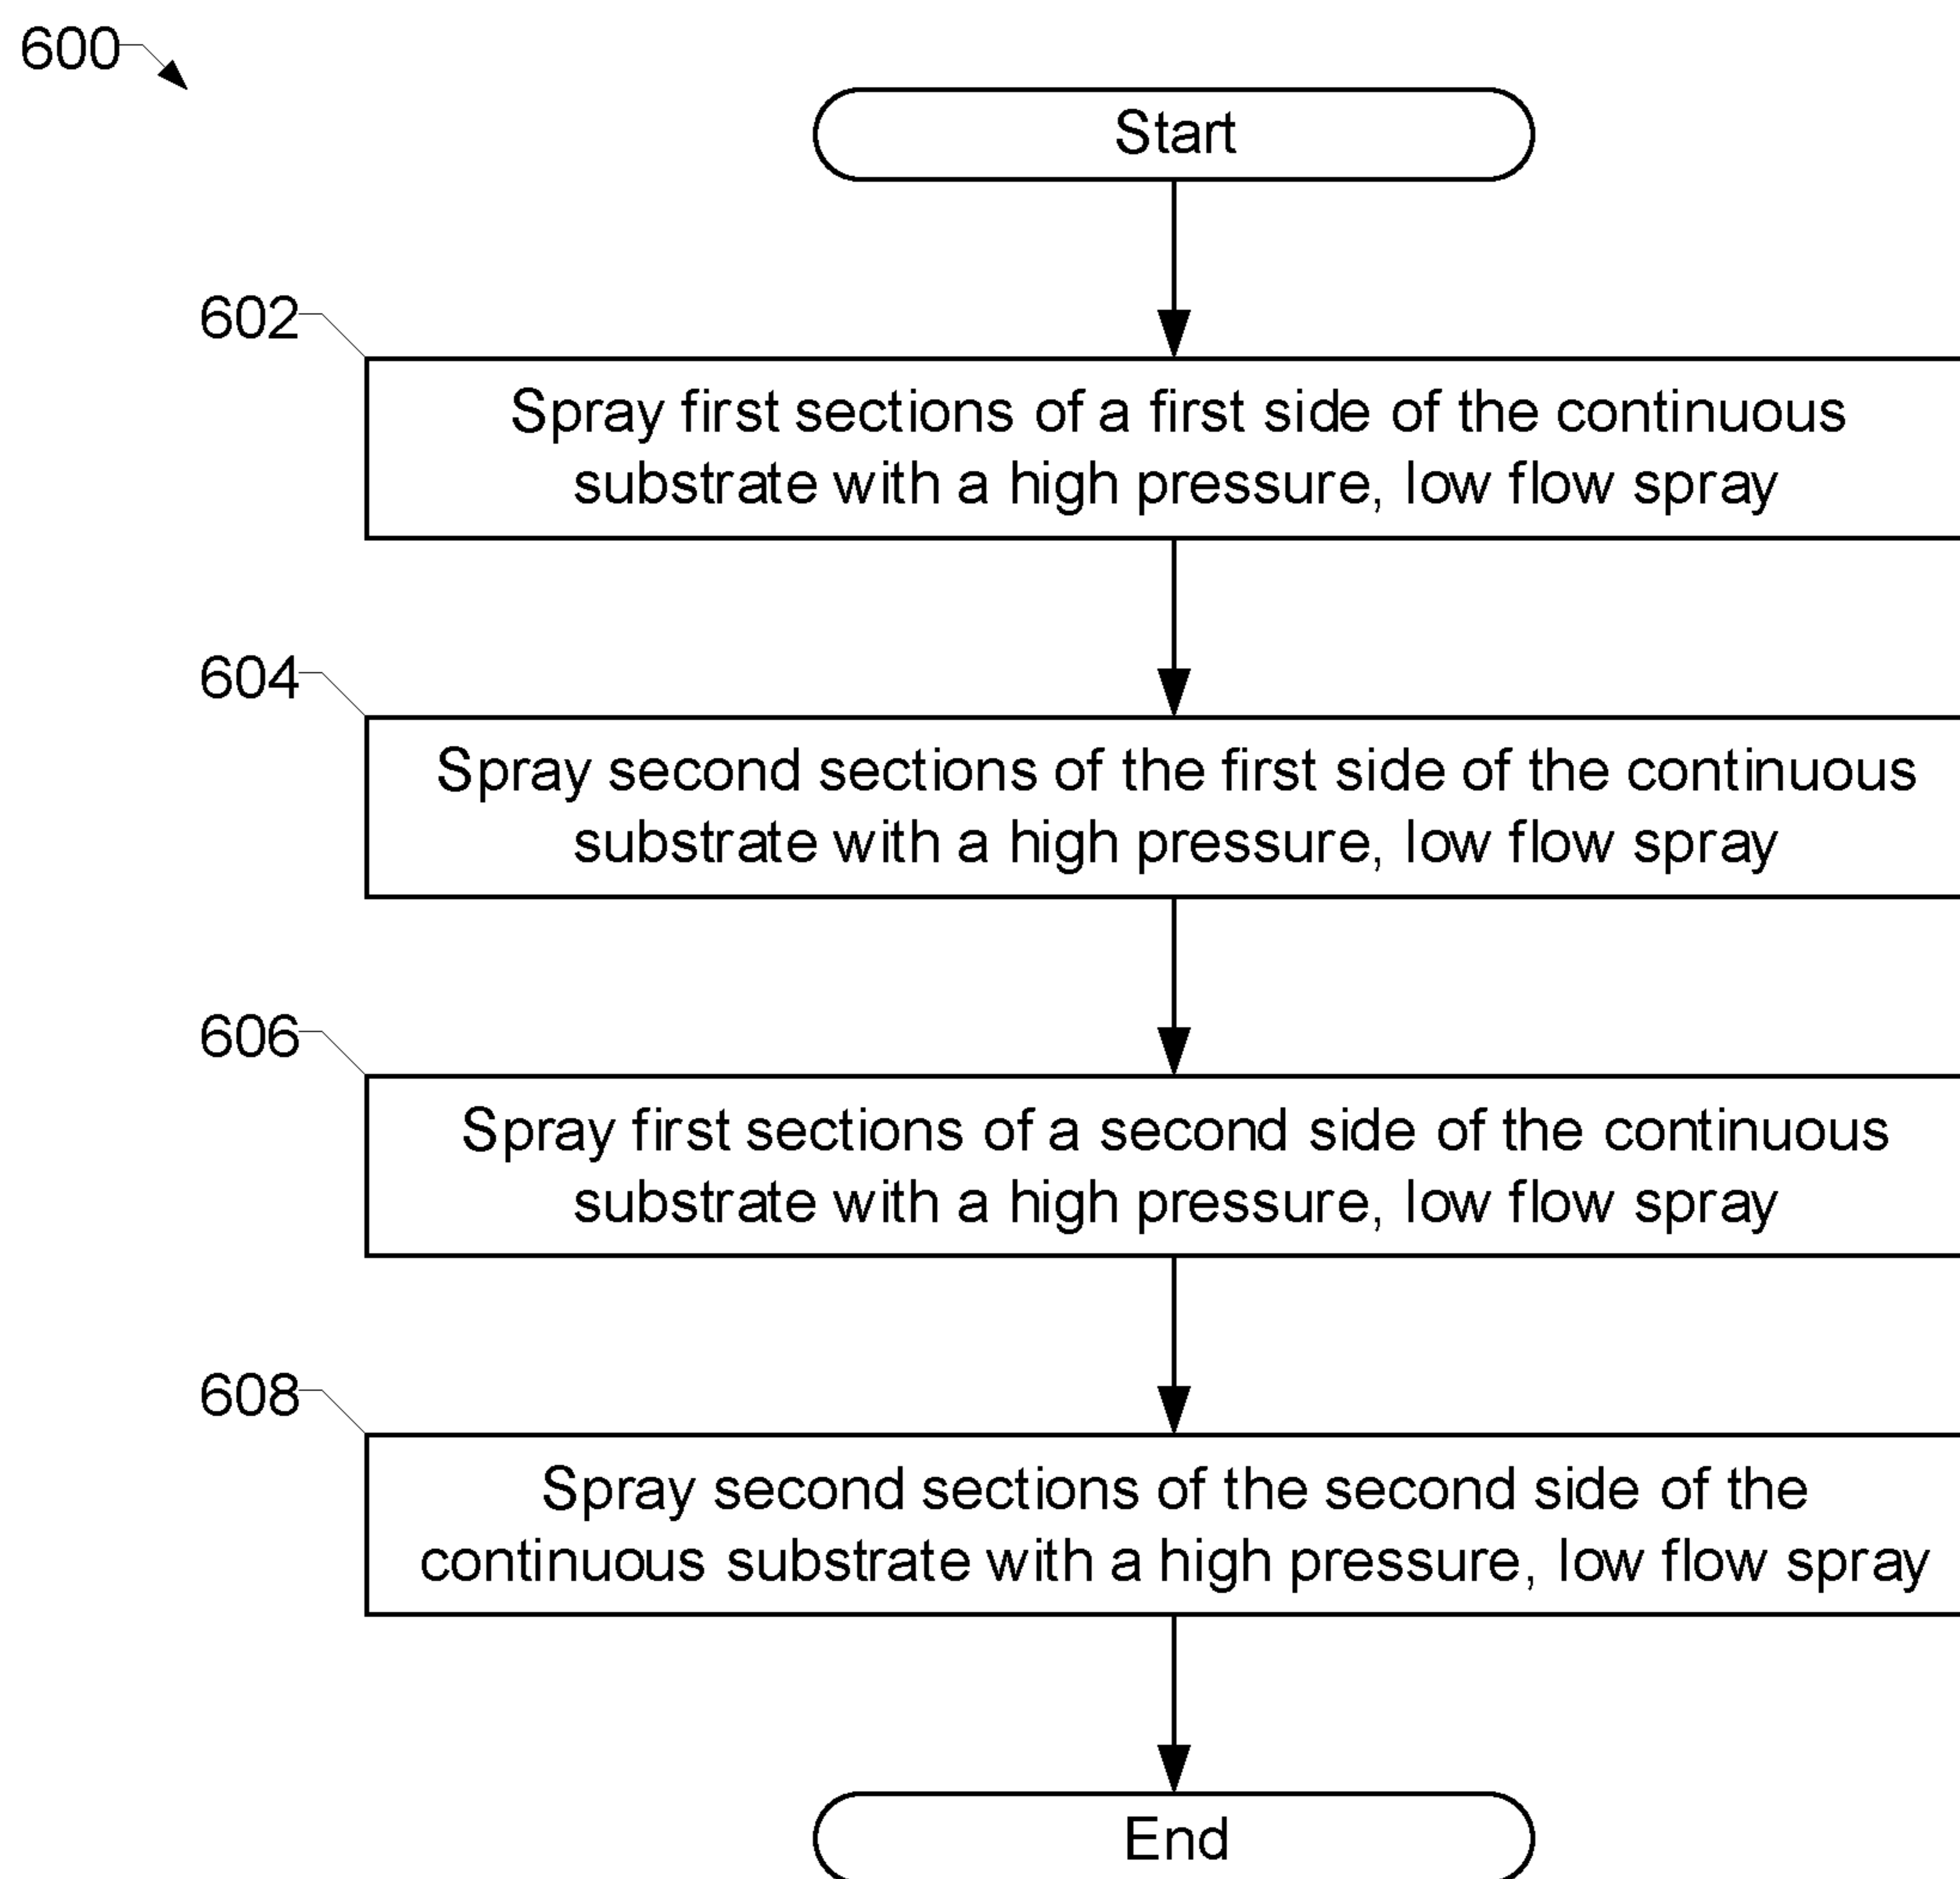 600
Start
602
Spray first sections of a first side of the continuous
substrate with a high pressure, low flow spray
604
Spray second sections of the first side of the continuous
substrate with a high pressure, low flow spray
606
Spray first sections of a second side of the continuous
substrate with a high pressure, low flow spray
608
Spray second sections of the second side of the
continuous substrate with a high pressure, low flow spray
End